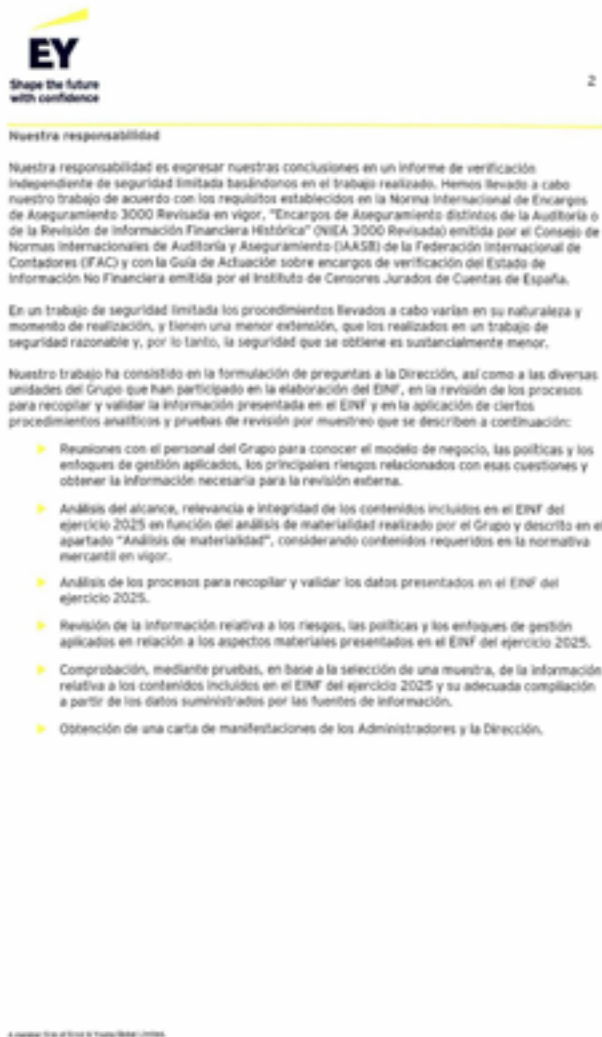 EY
Shape the future
with confidence
2
Nuestra responsabilidad
Nuestra responsabilidad es expresar nuestras conclusiones en un informe de verificación
independiente de seguridad limitada basándonos en el trabajo realizado. Hemos llevado a cabo
nuestro trabajo de acuerdo con los requisitos establecidos en la Norma Internacional de Encargos
de Aseguramiento 3000 Revisada en vigor, "Encargos de Aseguramiento distintos de la Auditoría o
de la Revisión de Información Financiera Histórica" (NIEA 3000 Revisada) emitida por el Consejo de
Normas Internacionales de Auditoría y Aseguramiento (IAASB) de la Federación Internacional de
Contadores (IFAC) y con la Guía de Actuación sobre encargos de verificación del Estado de
Información No Financiera emitida por el Instituto de Censores Jurados de Cuentas de España.
En un trabajo de seguridad limitada los procedimientos llevados a cabo varían en su naturaleza y
momento de realización, y tienen una menor extensión, que los realizados en un trabajo de
seguridad razonable y, por lo tanto, la seguridad que se obtiene es sustancialmente menor.
Nuestro trabajo ha consistido en la formulación de preguntas a la Dirección, así como a las diversas
unidades del Grupo que han participado en la elaboración del EINF, en la revisión de los procesos
para recopilar y validar la información presentada en el EINF y en la aplicación de ciertos
procedimientos analíticos y pruebas de revisión por muestreo que se describen a continuación:
Reuniones con el personal del Grupo para conocer el modelo de negocio, las políticas y los
enfoques de gestión aplicados, los principales riesgos relacionados con esas cuestiones y
obtener la información necesaria para la revisión externa.
Análisis del alcance, relevancia e integridad de los contenidos incluidos en el EINF del
ejercicio 2025 en función del análisis de materialidad realizado por el Grupo y descrito en el
apartado "Análisis de materialidad", considerando contenidos requeridos en la normativa
mercantil en vigor.
Análisis de los procesos para recopilar y validar los datos presentados en el EINF del
ejercicio 2025.
Revisión de la información relativa a los riesgos, las políticas y los enfoques de gestión
aplicados en relación a los aspectos materiales presentados en el EINF del ejercicio 2025.
Comprobación, mediante pruebas, en base a la selección de una muestra, de la información
relativa a los contenidos incluidos en el EINF del ejercicio 2025 y su adecuada compilación
a partir de los datos suministrados por las fuentes de información.
Obtención de una carta de manifestaciones de los Administradores y la Dirección.
A member firm of Ernst & Young Global Limited.